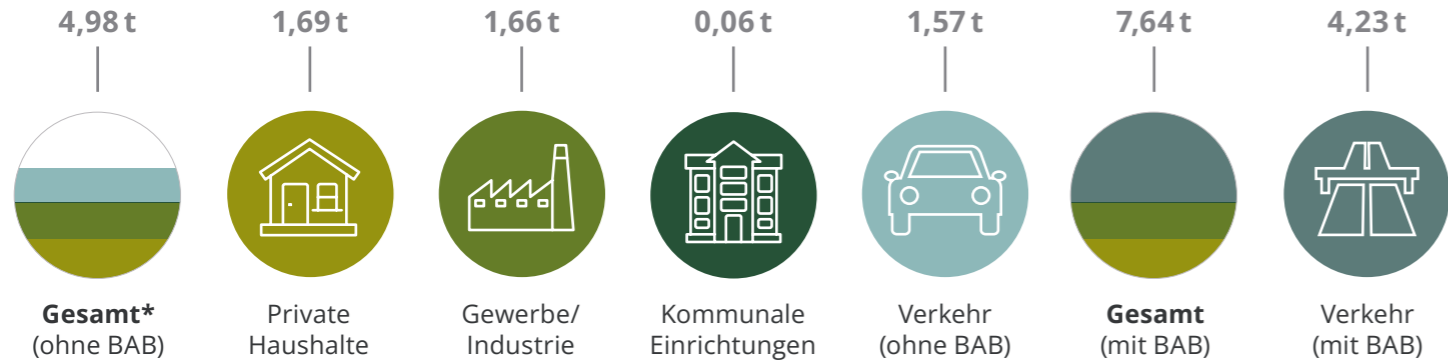 4,98 t
1,69 t
1,66 t
0,06 t
1,57 t
7,64 t
4,23 t
Gesamt*
(ohne BAB)
Private
Haushalte
Gewerbe/
Industrie
Kommunale
Einrichtungen
Verkehr
(ohne BAB)
Gesamt
(mit BAB)
Verkehr
(mit BAB)